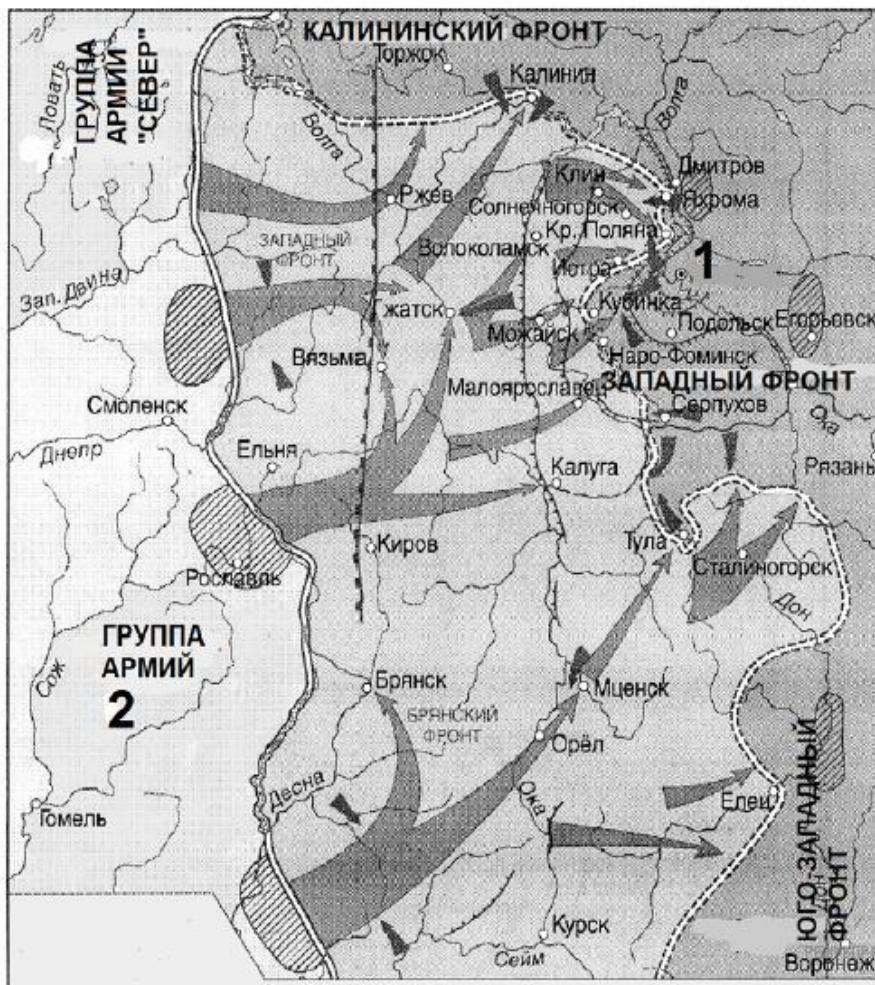 КАЛИНИНСКИЙ ФРОНТ
Торжок
Калинин
ГРУППА
АРМИЙ
"СЕВЕР"
Ловать
Волга
Волга
Дмитров
Клин
Яхрома
Ржев
Солнечногорск
Кр. Поляна
ЗАПАДНЫЙ
ФРОНТ
Волоколамск
1
Истра
Зап. Двина
жатск
Кубинка
Можайск
Подольск
Егорьевск
Наро-Фоминск
Вязьма
ЗАПАДНЫЙ ФРОНТ
Малоярославец
Смоленск
Серпухов
Ока
Днепр
Ельня
Калуга
Рязань
Киров
Тула
Рославль
Сталиногорск
Дон
ГРУППА
АРМИЙ
2
Сож
Брянск
Мценск
БРЯНСКИЙ
ФРОНТ
Орёл
Десна
Ока
Елец
Гомель
ЮГО-ЗАПАДНЫЙ
ФРОНТ
Дон
Курск
Сейм
Воронеж